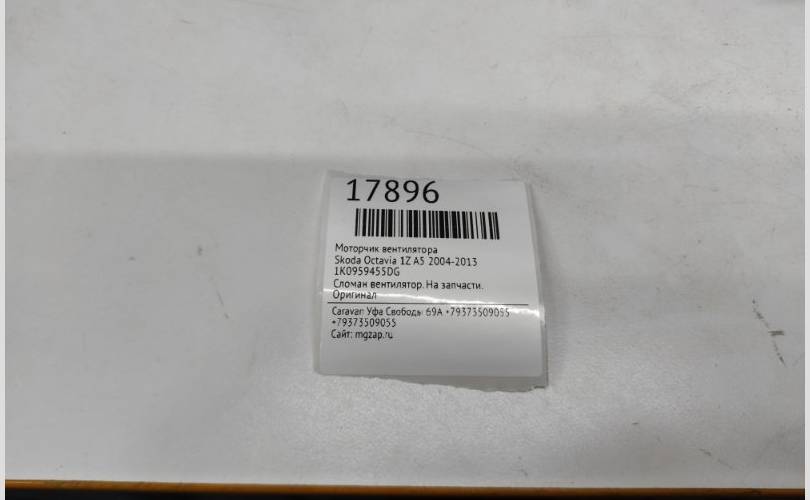 17896
Моторчик вентилятора
Skoda Octavia 1Z A5 2004-2013
1K0959455DG
Сломан вентилятор. На запчасти.
Оригинал
Caravan Уфа Свободы 69А +79373509055
+79373509055
Сайт: mgzap.ru